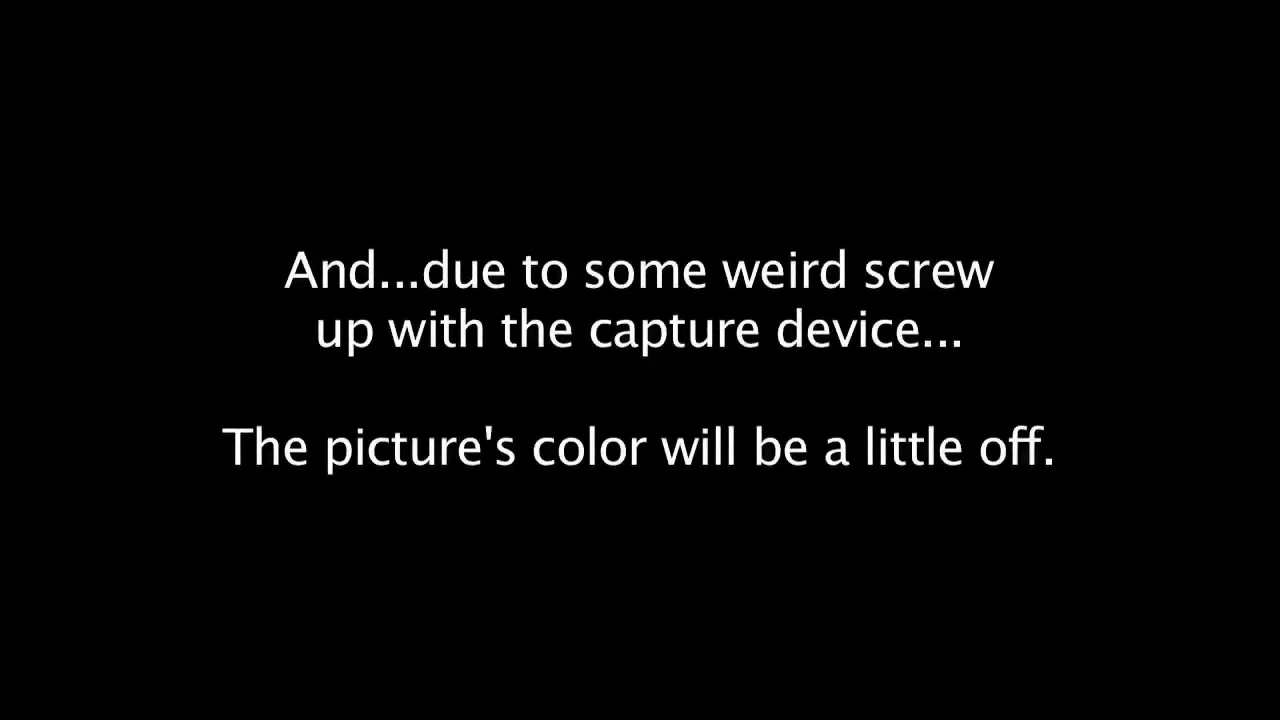 And...due to some weird screw
up with the capture device...
The picture's color will be a little off.